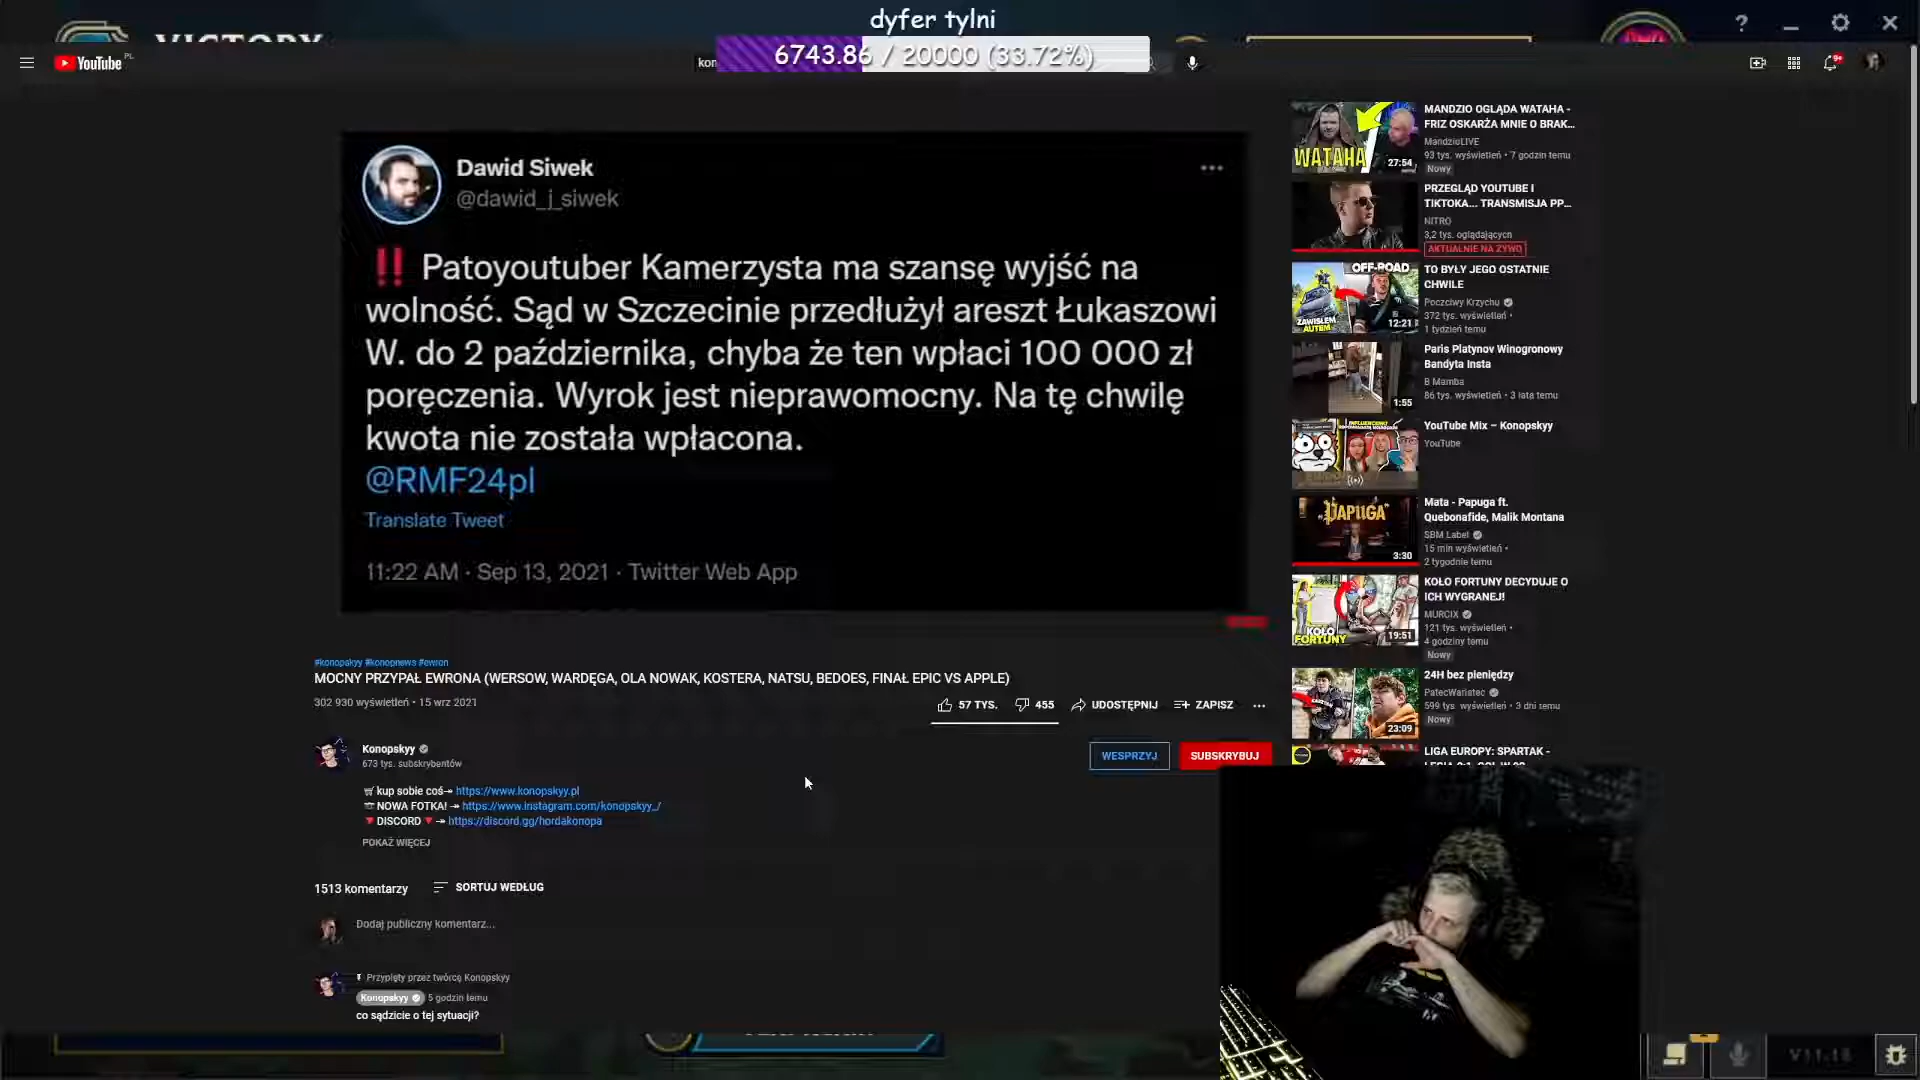 dyfer tylni
6743.86 / 20000 (33.72%)
VICTORY
YouTube PL
kon
9+
Dawid Siwek
@dawid_j_siwek
‼ Patoyoutuber Kamerzysta ma szansę wyjść na
wolność. Sąd w Szczecinie przedłużył areszt Łukaszowi
W. do 2 października, chyba że ten wpłaci 100 000 zł
poręczenia. Wyrok jest nieprawomocny. Na tę chwilę
kwota nie została wpłacona.
@RMF24pl
Translate Tweet
11:22 AM · Sep 13, 2021 · Twitter Web App
#konopskyy #konopnews #ewron
MOCNY PRZYPAŁ EWRONA (WERSOW, WARDĘGA, OLA NOWAK, KOSTERA, NATSU, BEDOES, FINAŁ EPIC VS APPLE)
302 930 wyświetleń • 15 wrz 2021
57 TYS. 455 UDOSTĘPNIJ ZAPISZ
Konopskyy
673 tys. subskrybentów
WESPRZYJ SUBSKRYBUJ
kup sobie coś→ https://www.konopskyy.pl
NOWA FOTKA! → https://www.instagram.com/konopskyy_/
DISCORD → https://discord.gg/hordakonopa
POKAŻ WIĘCEJ
1513 komentarzy SORTUJ WEDŁUG
Dodaj publiczny komentarz...
Przypięty przez twórcę Konopskyy
Konopskyy 5 godzin temu
co sądzicie o tej sytuacji?
WATAHA
27:54
MANDZIO OGLĄDA WATAHA -
FRIZ OSKARŻA MNIE O BRAK...
MandzioLIVE
93 tys. wyświetleń • 7 godzin temu
Nowy
PRZEGLĄD YOUTUBE I
TIKTOKA... TRANSMISJA PP...
NITRO
3,2 tys. oglądających
AKTUALNIE NA ŻYWO
OFF-ROAD
ZAWISŁEM
AUTEM
12:21
TO BYŁY JEGO OSTATNIE
CHWILE
Poczciwy Krzychu
372 tys. wyświetleń •
1 tydzień temu
1:55
Paris Platynov Winogronowy
Bandyta Insta
B Mamba
86 tys. wyświetleń • 3 lata temu
YouTube Mix – Konopskyy
YouTube
"PAPUGA"
3:30
Mata - Papuga ft.
Quebonafide, Malik Montana
SBM Label
15 mln wyświetleń •
2 tygodnie temu
KOŁO
FORTUNY
19:51
KOŁO FORTUNY DECYDUJE O
ICH WYGRANEJ!
MURCIX
121 tys. wyświetleń •
4 godziny temu
Nowy
23:09
24H bez pieniędzy
PatecWariatec
599 tys. wyświetleń • 3 dni temu
Nowy
LIGA EUROPY: SPARTAK -
V11.18